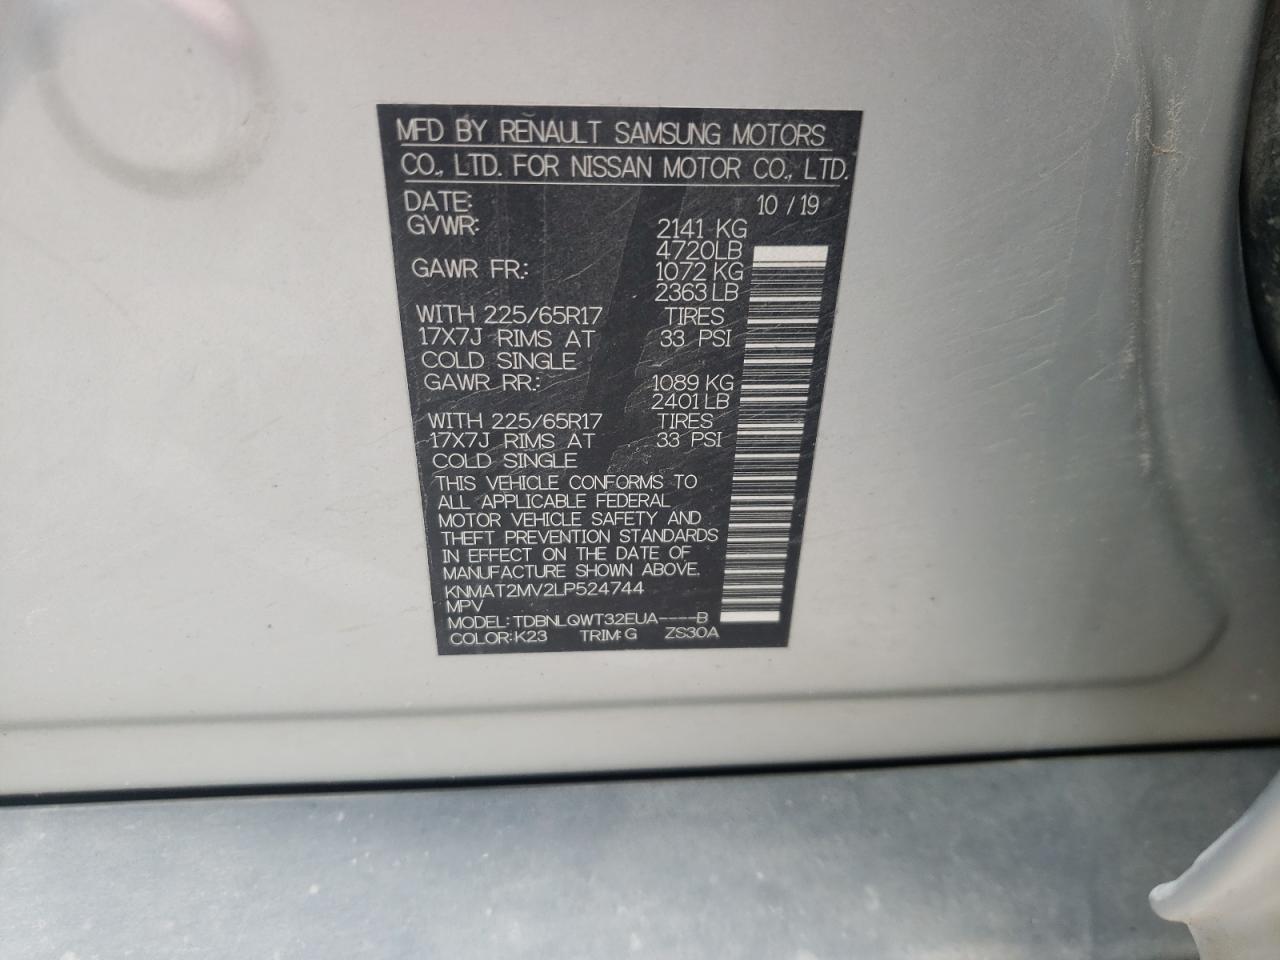 MFD BY RENAULT SAMSUNG MOTORS
CO., LTD. FOR NISSAN MOTOR CO., LTD.
DATE: 10 / 19
GVWR: 2141 KG
4720LB
GAWR FR.: 1072 KG
2363 LB
WITH 225/65R17 TIRES
17X7J RIMS AT 33 PSI
COLD SINGLE
GAWR RR.: 1089 KG
2401 LB
WITH 225/65R17 TIRES
17X7J RIMS AT 33 PSI
COLD SINGLE
THIS VEHICLE CONFORMS TO
ALL APPLICABLE FEDERAL
MOTOR VEHICLE SAFETY AND
THEFT PREVENTION STANDARDS
IN EFFECT ON THE DATE OF
MANUFACTURE SHOWN ABOVE.
KNMAT2MV2LP524744
MPV
MODEL: TDBNLQWT32EUA----B
COLOR:K23 TRIM:G ZS30A